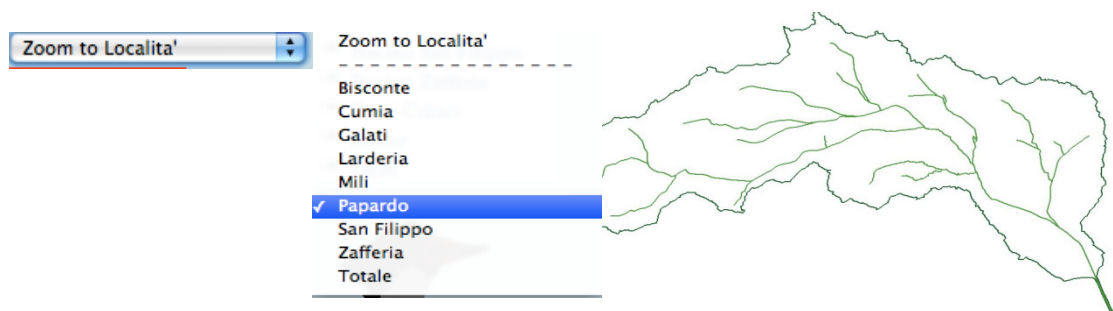 Zoom to Localita'
Zoom to Localita'
- - - - - - - - - - - - - - - -
Bisconte
Cumia
Galati
Larderia
Mili
✓ Papardo
San Filippo
Zafferia
Totale